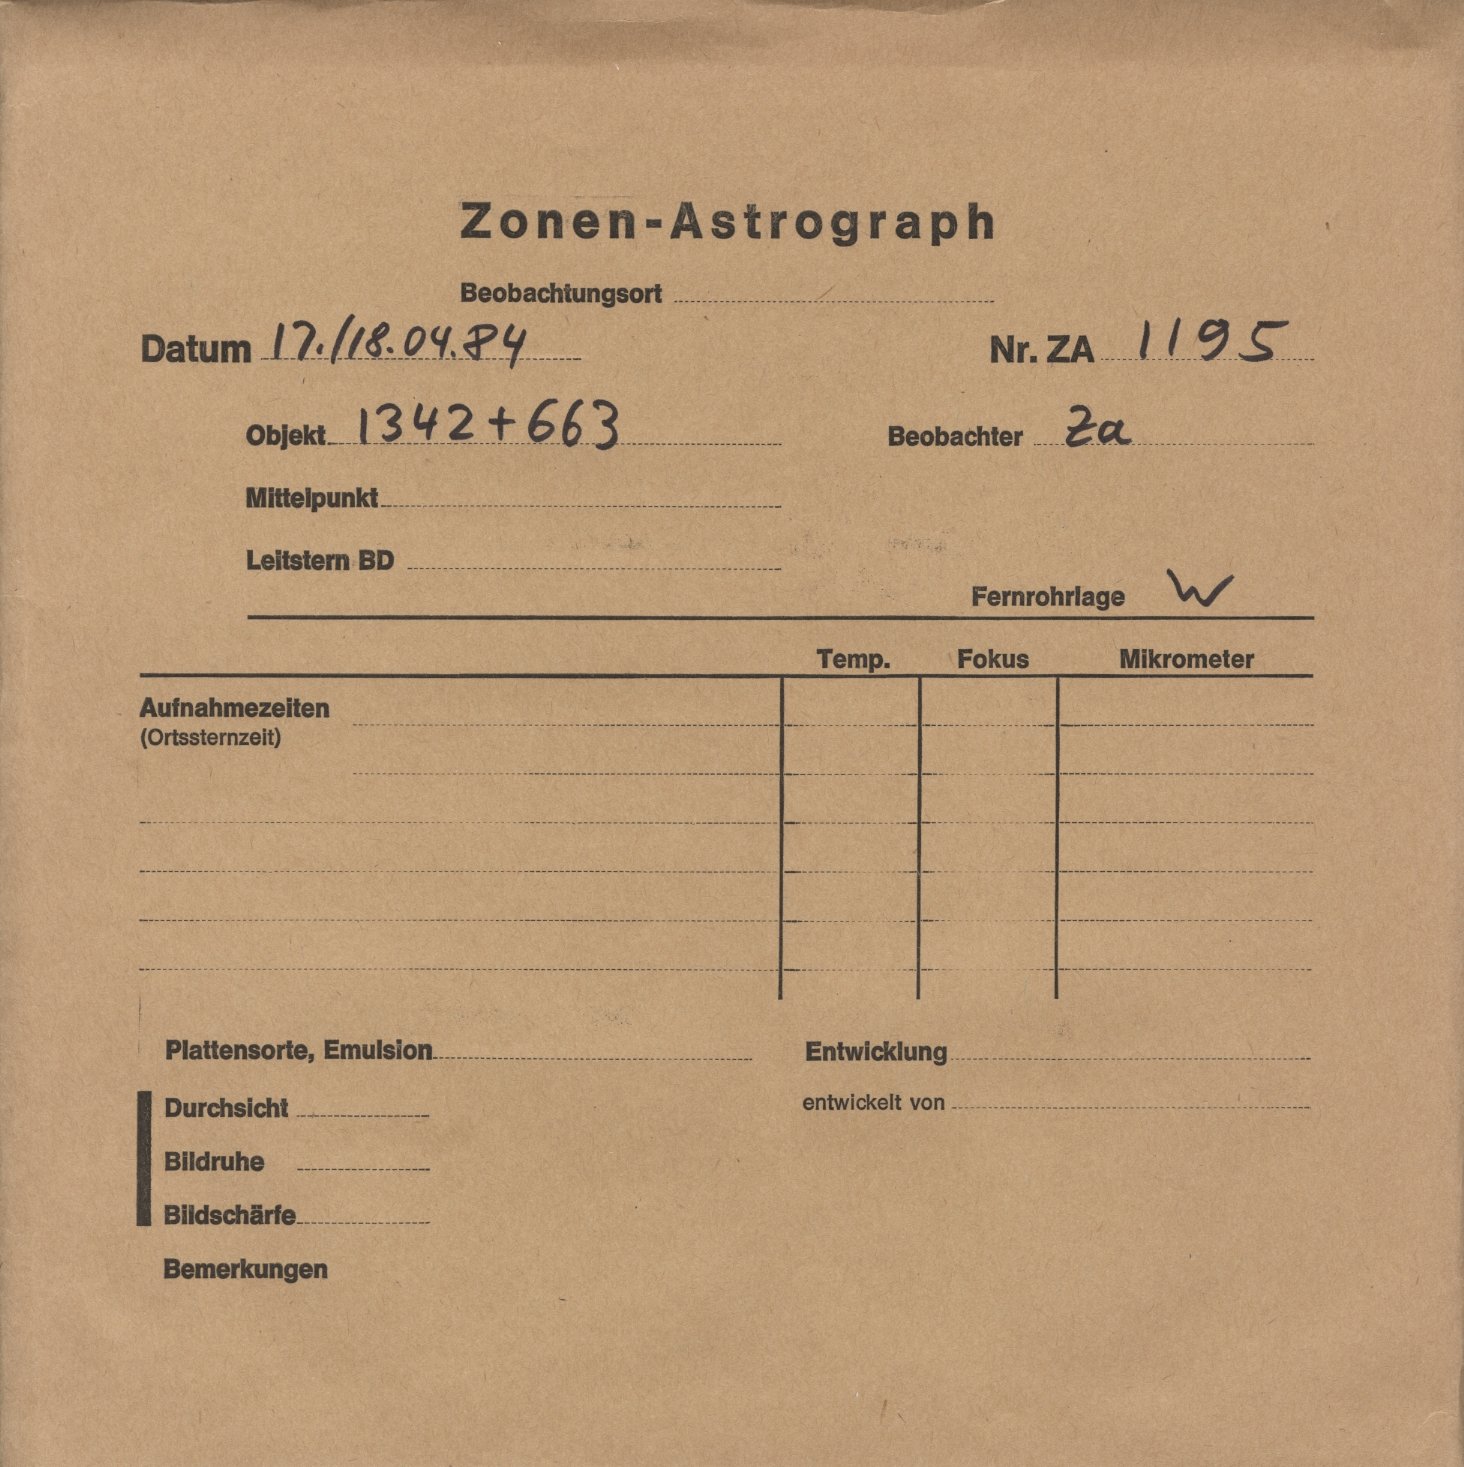 Zonen-Astrograph
Beobachtungsort
Datum 17./18.04.84 Nr. ZA 1195
Objekt 1342+663 Beobachter Za
Mittelpunkt
Leitstern BD
Fernrohrlage W
Temp. Fokus Mikrometer
Aufnahmezeiten
(Ortssternzeit)
Plattensorte, Emulsion Entwicklung
Durchsicht entwickelt von
Bildruhe
Bildschärfe
Bemerkungen